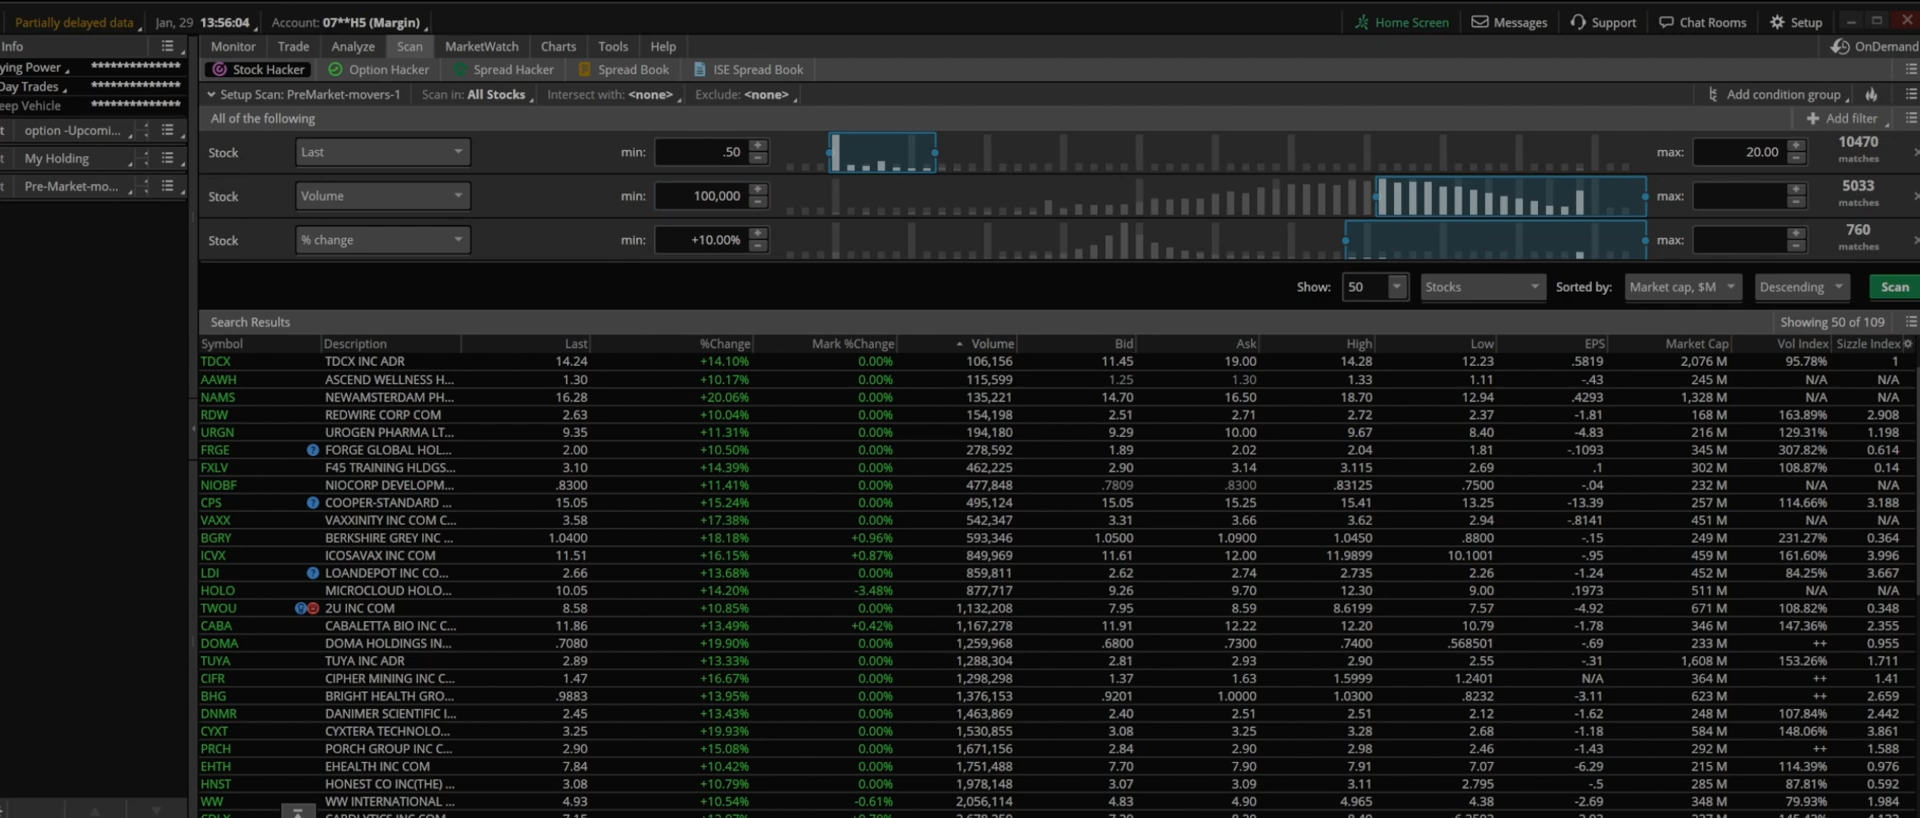 Partially delayed data Jan, 29 13:56:04 Account: 07**H5 (Margin) Home Screen Messages Support Chat Rooms Setup
Info Monitor Trade Analyze Scan MarketWatch Charts Tools Help OnDemand
ying Power ************** Stock Hacker Option Hacker Spread Hacker Spread Book ISE Spread Book
Day Trades **************
eep Vehicle ************** Setup Scan: PreMarket-movers-1 Scan in: All Stocks Intersect with: <none> Exclude: <none> Add condition group
All of the following Add filter
t option -Upcomi...
t My Holding
t Pre-Market-mo...
Stock Last min: .50 max: 20.00 10470 matches
Stock Volume min: 100,000 max: 5033 matches
Stock % change min: +10.00% max: 760 matches
Show: 50 Stocks Sorted by: Market cap, $M Descending Scan
Search Results Showing 50 of 109
Symbol Description Last %Change Mark %Change Volume Bid Ask High Low EPS Market Cap Vol Index Sizzle Index
TDCX TDCX INC ADR 14.24 +14.10% 0.00% 106,156 11.45 19.00 14.28 12.23 .5819 2,076 M 95.78% 1
AAWH ASCEND WELLNESS H... 1.30 +10.17% 0.00% 115,599 1.25 1.30 1.33 1.11 -.43 245 M N/A N/A
NAMS NEWAMSTERDAM PH... 16.28 +20.06% 0.00% 135,221 14.70 16.50 18.70 12.94 .4293 1,328 M N/A N/A
RDW REDWIRE CORP COM 2.63 +10.04% 0.00% 154,198 2.51 2.71 2.72 2.37 -1.81 168 M 163.89% 2.908
URGN UROGEN PHARMA LT... 9.35 +11.31% 0.00% 194,180 9.29 10.00 9.67 8.40 -4.83 216 M 129.31% 1.198
FRGE FORGE GLOBAL HOL... 2.00 +10.50% 0.00% 278,592 1.89 2.02 2.04 1.81 -.1093 345 M 307.82% 0.614
FXLV F45 TRAINING HLDGS... 3.10 +14.39% 0.00% 462,225 2.90 3.14 3.115 2.69 .1 302 M 108.87% 0.14
NIOBF NIOCORP DEVELOPM... .8300 +11.41% 0.00% 477,848 .7809 .8300 .83125 .7500 -.04 232 M N/A N/A
CPS COOPER-STANDARD ... 15.05 +15.24% 0.00% 495,124 15.05 15.25 15.41 13.25 -13.39 257 M 114.66% 3.188
VAXX VAXXINITY INC COM C... 3.58 +17.38% 0.00% 542,347 3.31 3.66 3.62 2.94 -.8141 451 M N/A N/A
BGRY BERKSHIRE GREY INC ... 1.0400 +18.18% +0.96% 593,346 1.0500 1.0900 1.0450 .8800 -.15 249 M 231.27% 0.364
ICVX ICOSAVAX INC COM 11.51 +16.15% +0.87% 849,969 11.61 12.00 11.9899 10.1001 -.95 459 M 161.60% 3.996
LDI LOANDEPOT INC CO... 2.66 +13.68% 0.00% 859,811 2.62 2.74 2.735 2.26 -1.24 452 M 84.25% 3.667
HOLO MICROCLOUD HOLO... 10.05 +14.20% -3.48% 877,717 9.26 9.70 12.30 9.00 .1973 511 M N/A N/A
TWOU 2U INC COM 8.58 +10.85% 0.00% 1,132,208 7.95 8.59 8.6199 7.57 -4.92 671 M 108.82% 0.348
CABA CABALETTA BIO INC C... 11.86 +13.49% +0.42% 1,167,278 11.91 12.22 12.20 10.79 -1.78 346 M 147.36% 2.355
DOMA DOMA HOLDINGS IN... .7080 +19.90% 0.00% 1,259,968 .6800 .7300 .7400 .568501 -.69 233 M ++ 0.955
TUYA TUYA INC ADR 2.89 +13.33% 0.00% 1,288,304 2.81 2.93 2.90 2.55 -.31 1,608 M 153.26% 1.711
CIFR CIPHER MINING INC C... 1.47 +16.67% 0.00% 1,298,298 1.37 1.63 1.5999 1.2401 N/A 364 M ++ 1.41
BHG BRIGHT HEALTH GRO... .9883 +13.95% 0.00% 1,376,153 .9201 1.0000 1.0300 .8232 -3.11 623 M ++ 2.659
DNMR DANIMER SCIENTIFIC I... 2.45 +13.43% 0.00% 1,463,869 2.40 2.51 2.51 2.12 -1.62 248 M 107.84% 2.442
CYXT CYXTERA TECHNOLO... 3.25 +19.93% 0.00% 1,530,855 3.08 3.25 3.28 2.68 -1.18 584 M 148.06% 3.861
PRCH PORCH GROUP INC C... 2.90 +15.08% 0.00% 1,671,156 2.84 2.90 2.98 2.46 -1.43 292 M ++ 1.588
EHTH EHEALTH INC COM 7.84 +10.42% 0.00% 1,751,488 7.70 7.90 7.91 7.07 -6.29 215 M 114.39% 0.976
HNST HONEST CO INC(THE) ... 3.08 +10.79% 0.00% 1,978,148 3.07 3.09 3.11 2.795 -.5 285 M 87.81% 0.592
WW WW INTERNATIONAL ... 4.93 +10.54% -0.61% 2,056,114 4.83 4.90 4.965 4.38 -2.69 348 M 79.93% 1.984